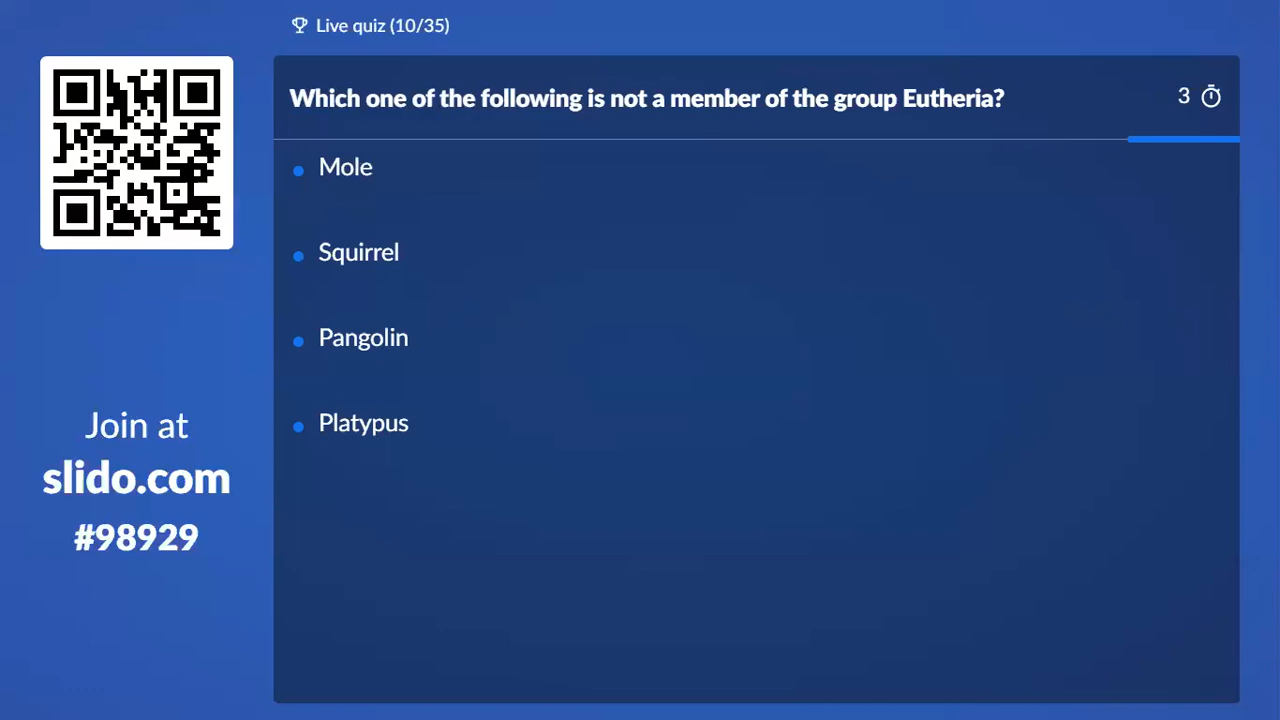 Live quiz (10/35)
Which one of the following is not a member of the group Eutheria?
3
Mole
Squirrel
Pangolin
Platypus
Join at
slido.com
#98929